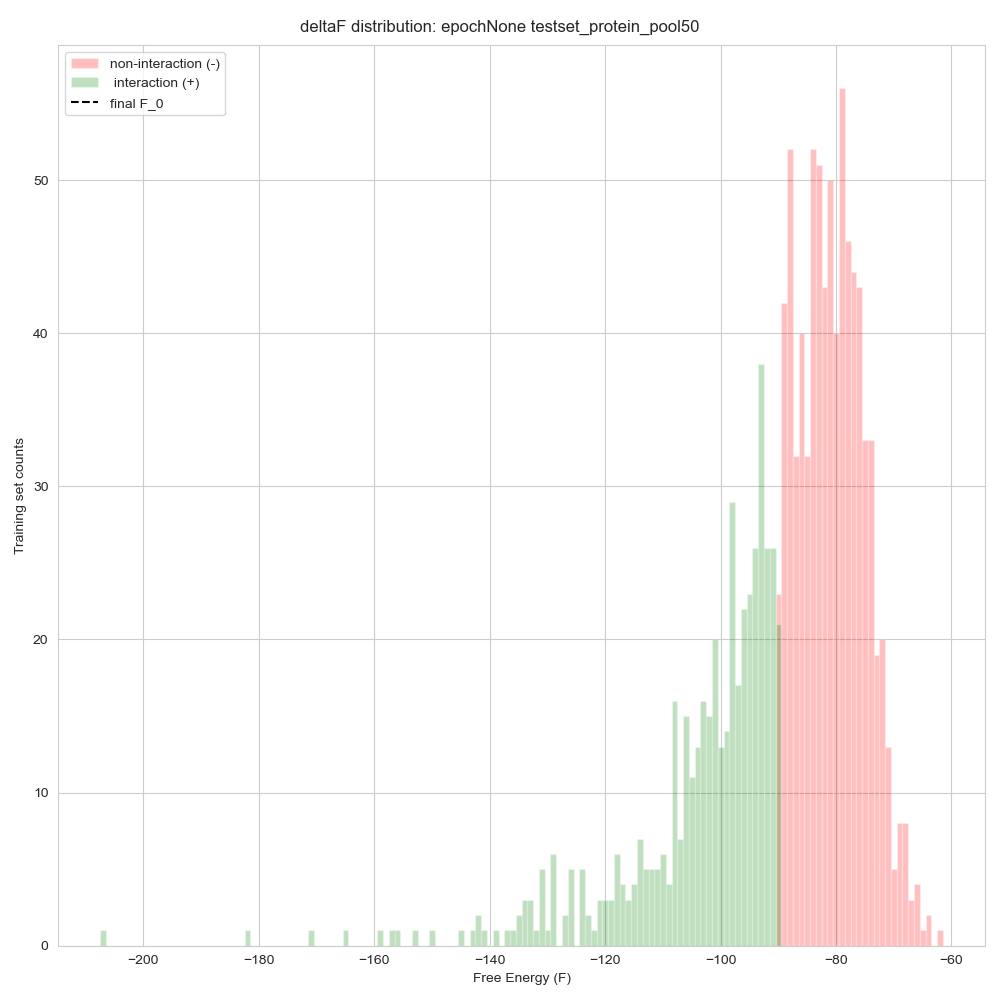 deltaF distribution: epochNone testset_protein_pool50
non-interaction (-)
interaction (+)
final F_0
Training set counts
50
40
30
20
10
0
−200 −180 −160 −140 −120 −100 −80 −60
Free Energy (F)